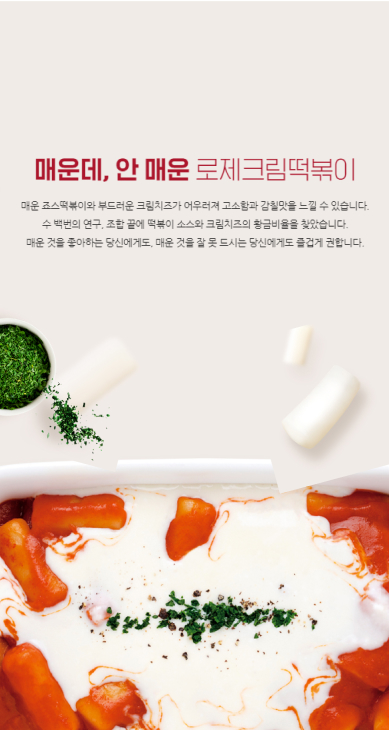 매운데, 안 매운 로제크림떡볶이
매운 죠스떡볶이와 부드러운 크림치즈가 어우러져 고소함과 감칠맛을 느낄 수 있습니다.
수 백번의 연구, 조합 끝에 떡볶이 소스와 크림치즈의 황금비율을 찾았습니다.
매운 것을 좋아하는 당신에게도, 매운 것을 잘 못 드시는 당신에게도 즐겁게 권합니다.